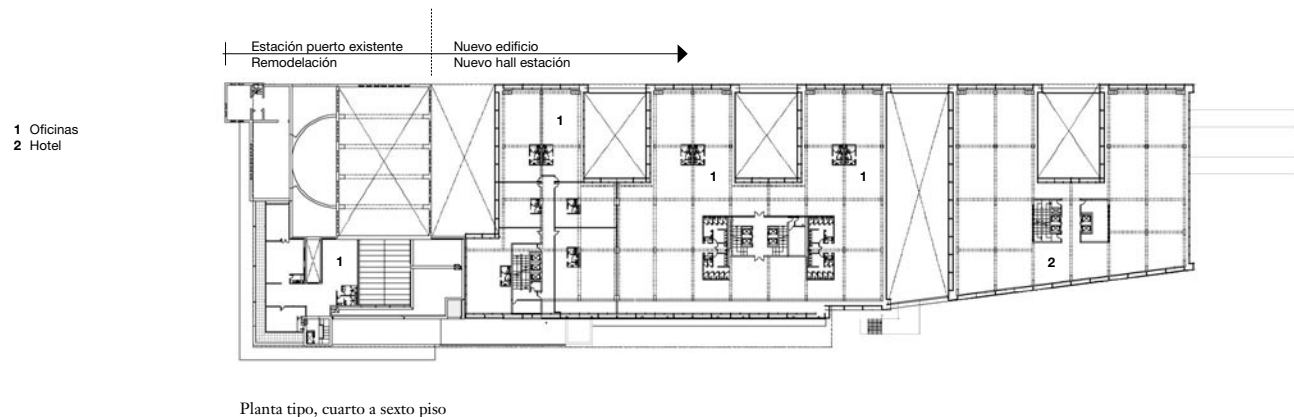 Estación puerto existente
Remodelación
Nuevo edificio
Nuevo hall estación
1 Oficinas
2 Hotel
1
1
1
1
2
Planta tipo, cuarto a sexto piso